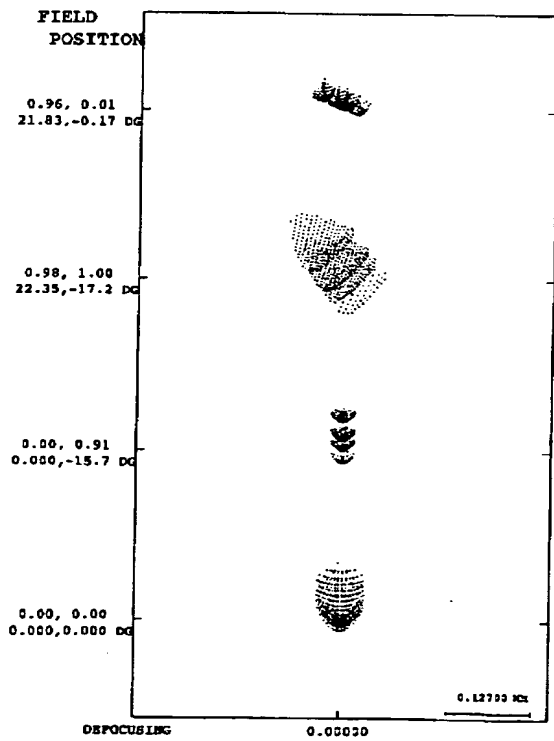 FIELD
POSITION
0.96, 0.01
21.83,-0.17 DG
0.98, 1.00
22.35,-17.2 DG
0.00, 0.91
0.000,-15.7 DG
0.00, 0.00
0.000,0.000 DG
0.12700
DEFOCUSING
0.00000